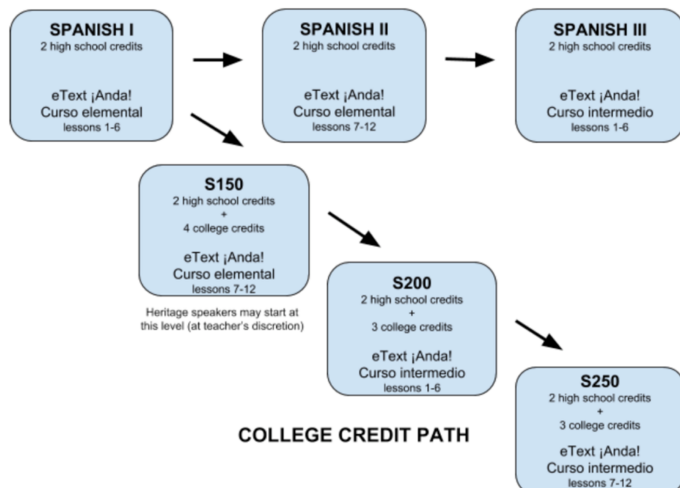 SPANISH I
2 high school credits
eText ¡Anda!
Curso elemental
lessons 1-6
SPANISH II
2 high school credits
eText ¡Anda!
Curso elemental
lessons 7-12
SPANISH III
2 high school credits
eText ¡Anda!
Curso intermedio
lessons 1-6
S150
2 high school credits
+
4 college credits
eText ¡Anda!
Curso elemental
lessons 7-12
Heritage speakers may start at
this level (at teacher's discretion)
S200
2 high school credits
+
3 college credits
eText ¡Anda!
Curso intermedio
lessons 1-6
S250
2 high school credits
+
3 college credits
eText ¡Anda!
Curso intermedio
lessons 7-12
COLLEGE CREDIT PATH